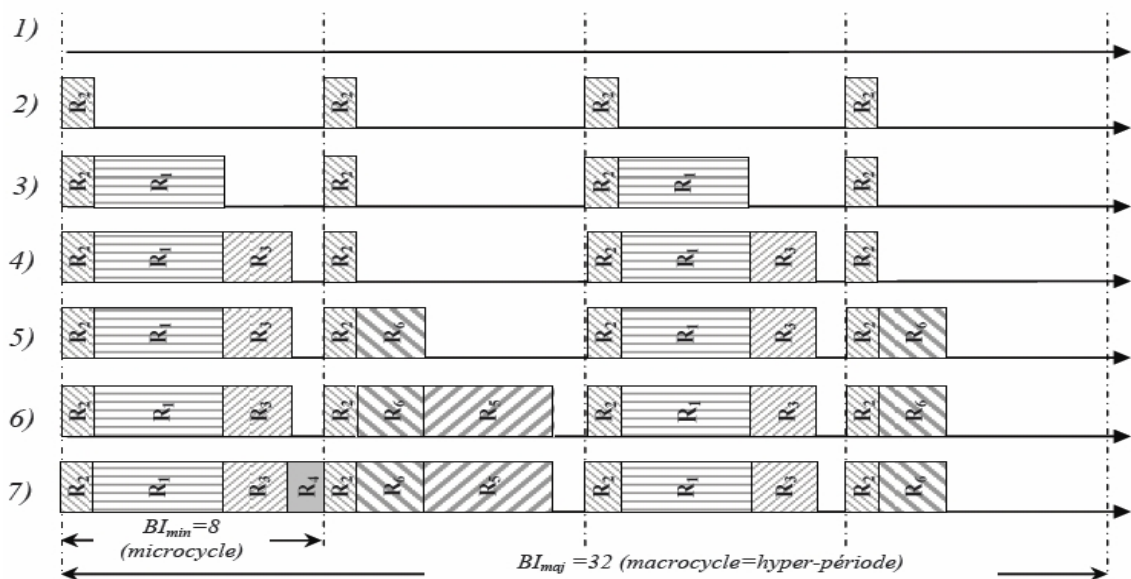 1)
2) R₂ R₂ R₂ R₂
3) R₂ R₁ R₂ R₂ R₁ R₂
4) R₂ R₁ R₃ R₂ R₂ R₁ R₃ R₂
5) R₂ R₁ R₃ R₂ R₆ R₂ R₁ R₃ R₂ R₆
6) R₂ R₁ R₃ R₂ R₆ R₅ R₂ R₁ R₃ R₂ R₆
7) R₂ R₁ R₃ R₄ R₂ R₆ R₅ R₂ R₁ R₃ R₂ R₆
BIₘᵢₙ=8
(microcycle)
BI_maj =32 (macrocycle=hyper-période)